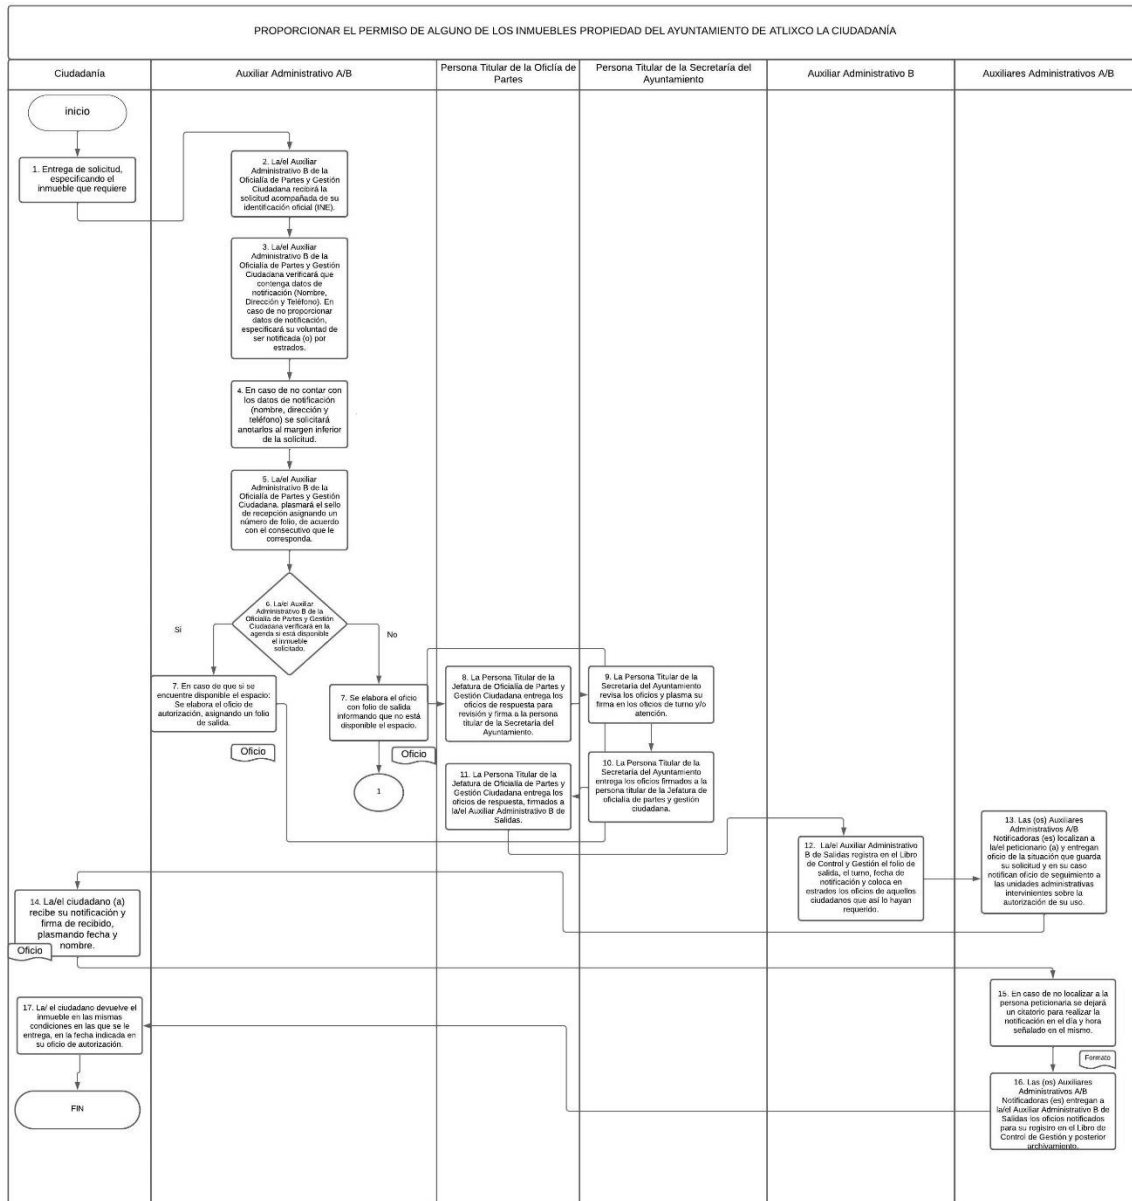 PROPORCIONAR EL PERMISO DE ALGUNO DE LOS INMUEBLES PROPIEDAD DEL AYUNTAMIENTO DE ATLIXCO LA CIUDADANÍA
Ciudadanía
Auxiliar Administrativo A/B
Persona Titular de la Oficlía de
Partes
Persona Titular de la Secretaría del
Ayuntamiento
Auxiliar Administrativo B
Auxiliares Administrativos A/B
inicio
1. Entrega de solicitud,
especificando el
inmueble que requiere
2. La/el Auxiliar
Administrativo B de la
Oficialía de Partes y Gestión
Ciudadana recibirá la
solicitud acompañada de su
identificación oficial (INE).
3. La/el Auxiliar
Administrativo B de la
Oficialía de Partes y Gestión
Ciudadana verificará que
contenga datos de
notificación (Nombre,
Dirección y Teléfono). En
caso de no proporcionar
datos de notificación,
especificará su voluntad de
ser notificada (o) por
estrados.
4. En caso de no contar con
los datos de notificación
(nombre, dirección y
teléfono) se solicitará
anotarlos al margen inferior
de la solicitud.
5. La/el Auxiliar
Administrativo B de la
Oficialía de Partes y Gestión
Ciudadana. plasmará el sello
de recepción asignando un
número de folio, de acuerdo
con el consecutivo que le
corresponda.
6. La/el Auxiliar
Administrativo B de la
Oficialía de Partes y Gestión
Ciudadana verificará en la
agenda si está disponible
el inmueble
solicitado.
Si
No
7. En caso de que si se
encuentre disponible el espacio:
Se elabora el oficio de
autorización, asignando un folio
de salida.
Oficio
7. Se elabora el oficio
con folio de salida
informando que no está
disponible el espacio.
Oficio
1
8. La Persona Titular de la
Jefatura de Oficialía de Partes y
Gestión Ciudadana entrega los
oficios de respuesta para
revisión y firma a la persona
titular de la Secretaría del
Ayuntamiento.
9. La Persona Titular de la
Secretaría del Ayuntamiento
revisa los oficios y plasma su
firma en los oficios de turno y/o
atención.
10. La Persona Titular de la
Secretaría del Ayuntamiento
entrega los oficios firmados a la
persona titular de la Jefatura de
oficialía de partes y gestión
ciudadana.
11. La Persona Titular de la
Jefatura de Oficialía de Partes y
Gestión Ciudadana entrega los
oficios de respuesta, firmados a
la/el Auxiliar Administrativo B de
Salidas.
12. La/el Auxiliar Administrativo
B de Salidas registra en el Libro
de Control y Gestión el folio de
salida, el turno, fecha de
notificación y coloca en
estrados los oficios de aquellos
ciudadanos que así lo hayan
requerido.
13. Las (os) Auxiliares
Administrativos A/B
Notificadoras (es) localizan a
la/el peticionario (a) y entregan
oficio de la situación que guarda
su solicitud y en su caso
notifican oficio de seguimiento a
las unidades administrativas
intervinientes sobre la
autorización de su uso.
14. La/el ciudadano (a)
recibe su notificación y
firma de recibido,
plasmando fecha y
nombre.
Oficio
15. En caso de no localizar a la
persona peticionaria se dejará
un citatorio para realizar la
notificación en el día y hora
señalado en el mismo.
Formato
16. Las (os) Auxiliares
Administrativos A/B
Notificadoras (es) entregan a
la/el Auxiliar Administrativo B de
Salidas los oficios notificados
para su registro en el Libro de
Control de Gestión y posterior
archivamiento.
17. La/ el ciudadano devuelve el
inmueble en las mismas
condiciones en las que se le
entrega, en la fecha indicada en
su oficio de autorización.
FIN